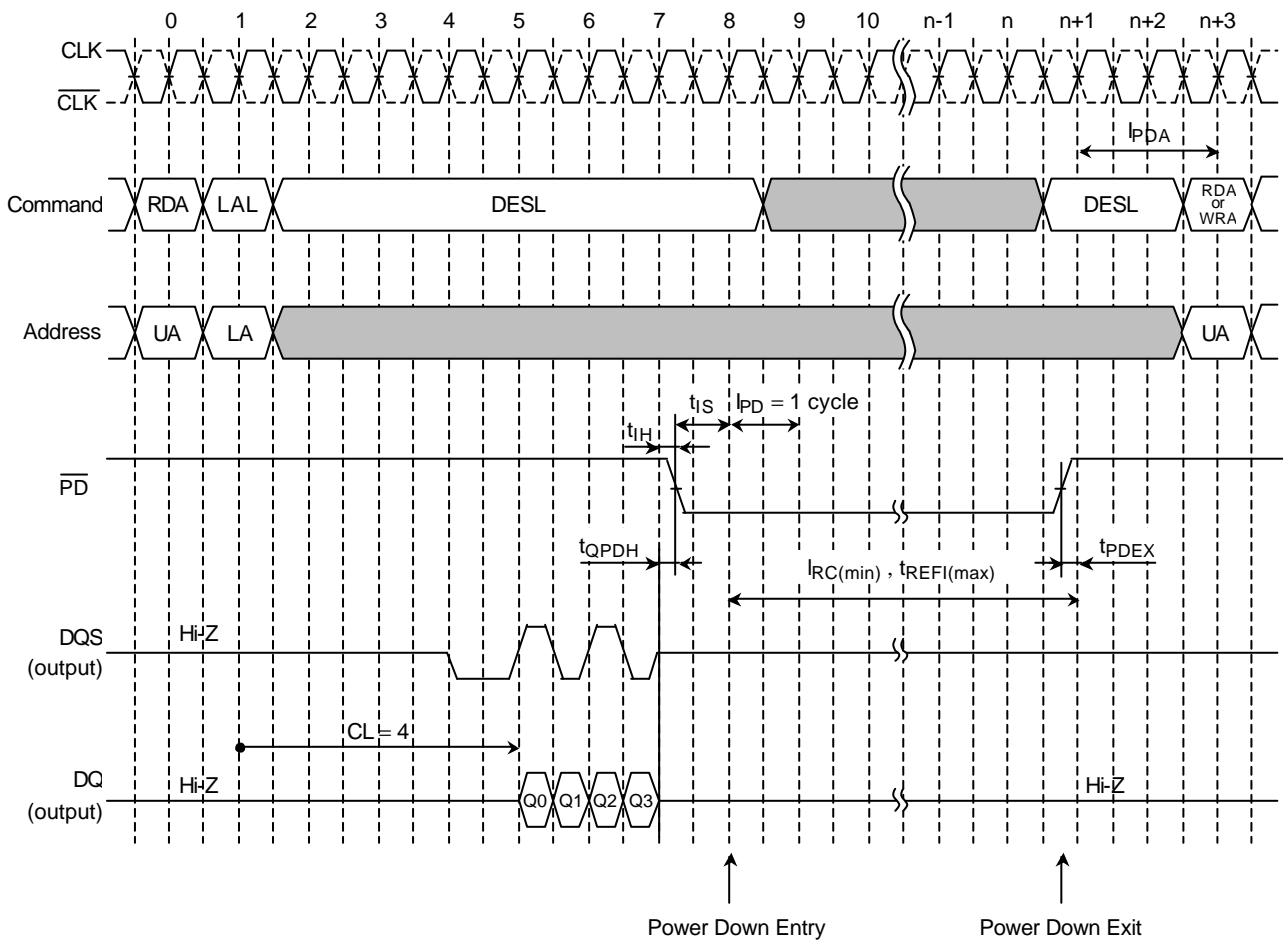 0 1 2 3 4 5 6 7 8 9 10 n-1 n n+1 n+2 n+3
CLK
CLK
IPDA
Command RDA LAL DESL DESL RDA or WRA
Address UA LA UA
tIS IPD = 1 cycle
tIH
PD
tQPDH IRC(min) , tREFI(max) tPDEX
DQS (output) Hi-Z
CL = 4
DQ (output) Hi-Z Q0 Q1 Q2 Q3 Hi-Z
Power Down Entry Power Down Exit